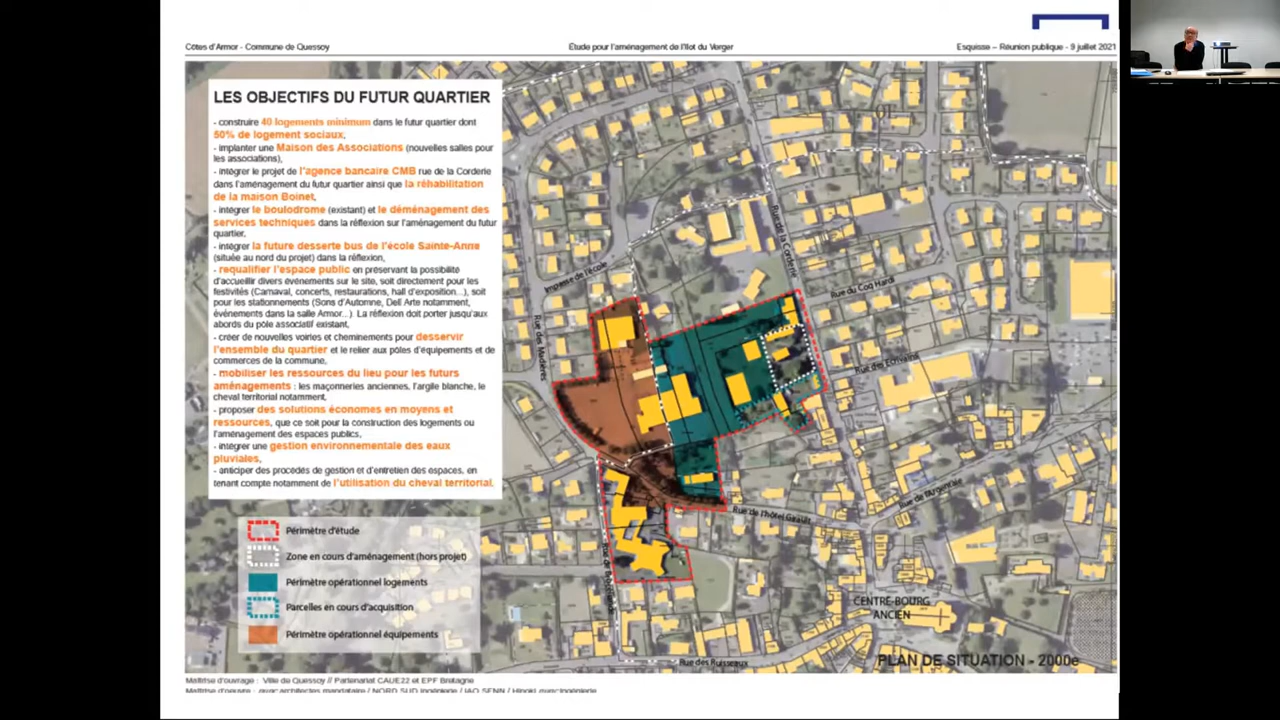 Côtes d'Armor - Commune de Quessoy
Étude pour l'aménagement de l'îlot du Verger
Esquisse – Réunion publique - 9 juillet 2021
LES OBJECTIFS DU FUTUR QUARTIER
- construire 40 logements minimum dans le futur quartier dont
50% de logement sociaux,
- implanter une Maison des Associations (nouvelles salles pour
les associations),
- intégrer le projet de l'agence bancaire CMB rue de la Corderie
dans l'aménagement du futur quartier ainsi que la réhabilitation
de la maison Boinet,
- intégrer le boulodrome (existant) et le déménagement des
services techniques dans la réflexion sur l'aménagement du futur
quartier,
- intégrer la future desserte bus de l'école Sainte-Anne
(située au nord du projet) dans la réflexion,
- requalifier l'espace public en préservant la possibilité
d'accueillir divers événements sur le site, soit directement pour les
festivités (Carnaval, concerts, restaurations, hall d'exposition...), soit
pour les stationnements (Sons d'Automne, Dell Arte notamment,
événements dans la salle Armor...). La réflexion doit porter jusqu'aux
abords du pôle associatif existant,
- créer de nouvelles voiries et cheminements pour desservir
l'ensemble du quartier et le relier aux pôles d'équipements et de
commerces de la commune,
- mobiliser les ressources du lieu pour les futurs
aménagements : les maçonneries anciennes, l'argile blanche, le
cheval territorial notamment,
- proposer des solutions économes en moyens et
ressources, que ce soit pour la construction des logements ou
l'aménagement des espaces publics,
- intégrer une gestion environnementale des eaux
pluviales,
- anticiper des procédés de gestion et d'entretien des espaces, en
tenant compte notamment de l'utilisation du cheval territorial.
Impasse de l'école
Rue de la Corderie
Rue du Coq Hardi
Rue des Madières
Rue des Écrivains
Rue de l'Argentaie
Rue de l'hôtel Girault
CENTRE-BOURG
ANCIEN
Rue des Ruisseaux
Périmètre d'étude
Zone en cours d'aménagement (hors projet)
Périmètre opérationnel logements
Parcelles en cours d'acquisition
Périmètre opérationnel équipements
PLAN DE SITUATION - 2000e
Maîtrise d'ouvrage : Ville de Quessoy // Partenariat CAUE22 et EPF Bretagne